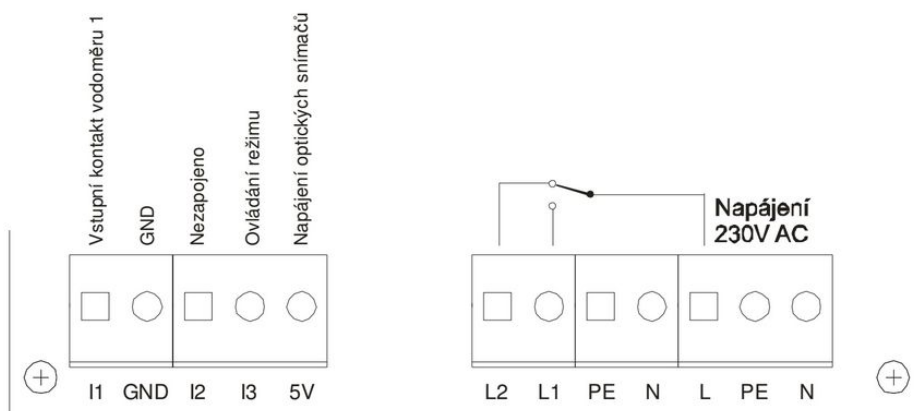 Vstupní kontakt vodoměru 1
GND
Nezapojeno
Ovládání režimu
Napájení optických snímačů
Napájení
230V AC
I1 GND I2 I3 5V
L2 L1 PE N L PE N